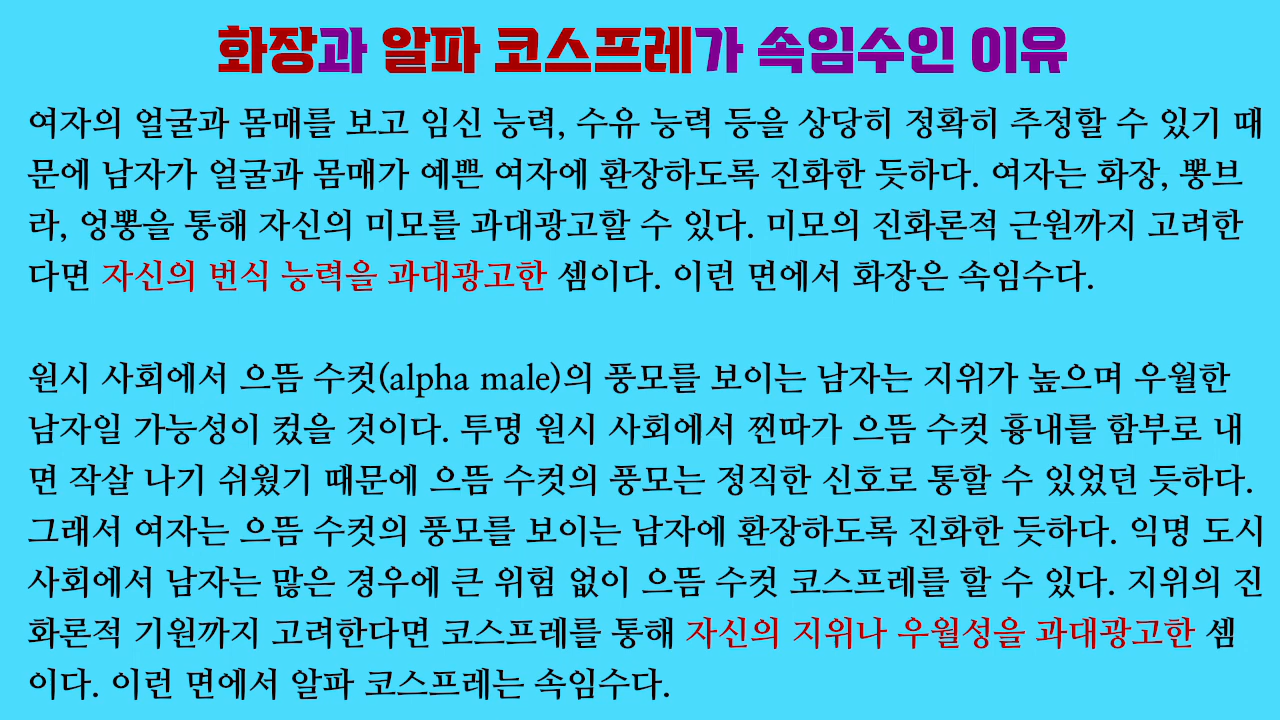 화장과 알파 코스프레가 속임수인 이유
여자의 얼굴과 몸매를 보고 임신 능력, 수유 능력 등을 상당히 정확히 추정할 수 있기 때
문에 남자가 얼굴과 몸매가 예쁜 여자에 환장하도록 진화한 듯하다. 여자는 화장, 뽕브
라, 엉뽕을 통해 자신의 미모를 과대광고할 수 있다. 미모의 진화론적 근원까지 고려한
다면 자신의 번식 능력을 과대광고한 셈이다. 이런 면에서 화장은 속임수다.
원시 사회에서 으뜸 수컷(alpha male)의 풍모를 보이는 남자는 지위가 높으며 우월한
남자일 가능성이 컸을 것이다. 투명 원시 사회에서 찐따가 으뜸 수컷 흉내를 함부로 내
면 작살 나기 쉬웠기 때문에 으뜸 수컷의 풍모는 정직한 신호로 통할 수 있었던 듯하다.
그래서 여자는 으뜸 수컷의 풍모를 보이는 남자에 환장하도록 진화한 듯하다. 익명 도시
사회에서 남자는 많은 경우에 큰 위험 없이 으뜸 수컷 코스프레를 할 수 있다. 지위의 진
화론적 기원까지 고려한다면 코스프레를 통해 자신의 지위나 우월성을 과대광고한 셈
이다. 이런 면에서 알파 코스프레는 속임수다.